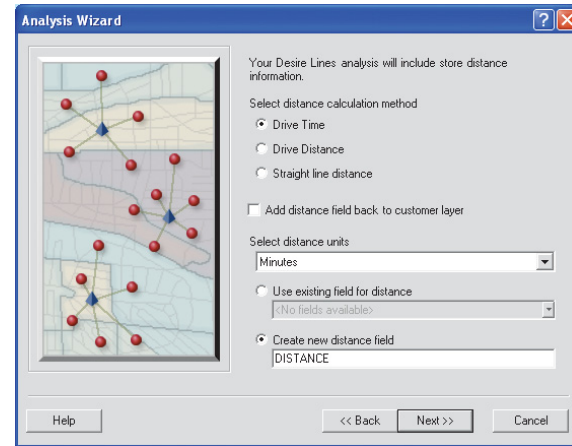 Analysis Wizard
Your Desire Lines analysis will include store distance
information.
Select distance calculation method
Drive Time
Drive Distance
Straight line distance
Add distance field back to customer layer
Select distance units
Minutes
Use existing field for distance
<No fields available>
Create new distance field
DISTANCE
Help
<< Back
Next >>
Cancel